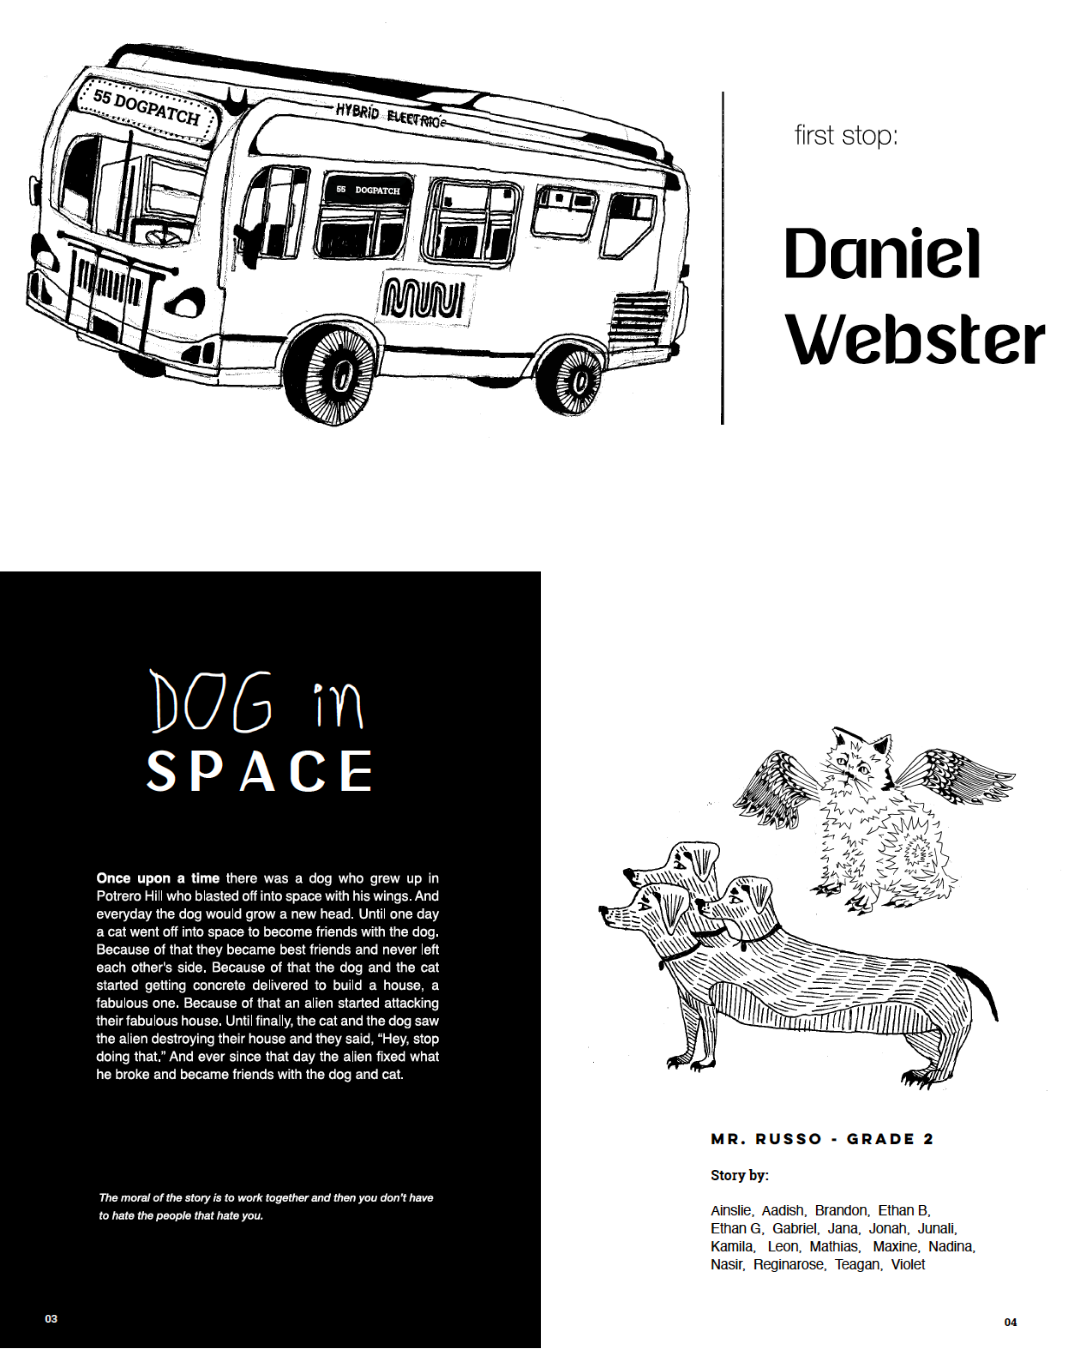 55 DOGPATCH
HYBRID ELECTRIC
55 DOGPATCH
MUNI
first stop:
Daniel
Webster
DOG in
SPACE
Once upon a time there was a dog who grew up in
Potrero Hill who blasted off into space with his wings. And
everyday the dog would grow a new head. Until one day
a cat went off into space to become friends with the dog.
Because of that they became best friends and never left
each other's side. Because of that the dog and the cat
started getting concrete delivered to build a house, a
fabulous one. Because of that an alien started attacking
their fabulous house. Until finally, the cat and the dog saw
the alien destroying their house and they said, “Hey, stop
doing that.” And ever since that day the alien fixed what
he broke and became friends with the dog and cat.
The moral of the story is to work together and then you don't have
to hate the people that hate you.
03
MR. RUSSO - GRADE 2
Story by:
Ainslie, Aadish, Brandon, Ethan B,
Ethan G, Gabriel, Jana, Jonah, Junali,
Kamila, Leon, Mathias, Maxine, Nadina,
Nasir, Reginarose, Teagan, Violet
04